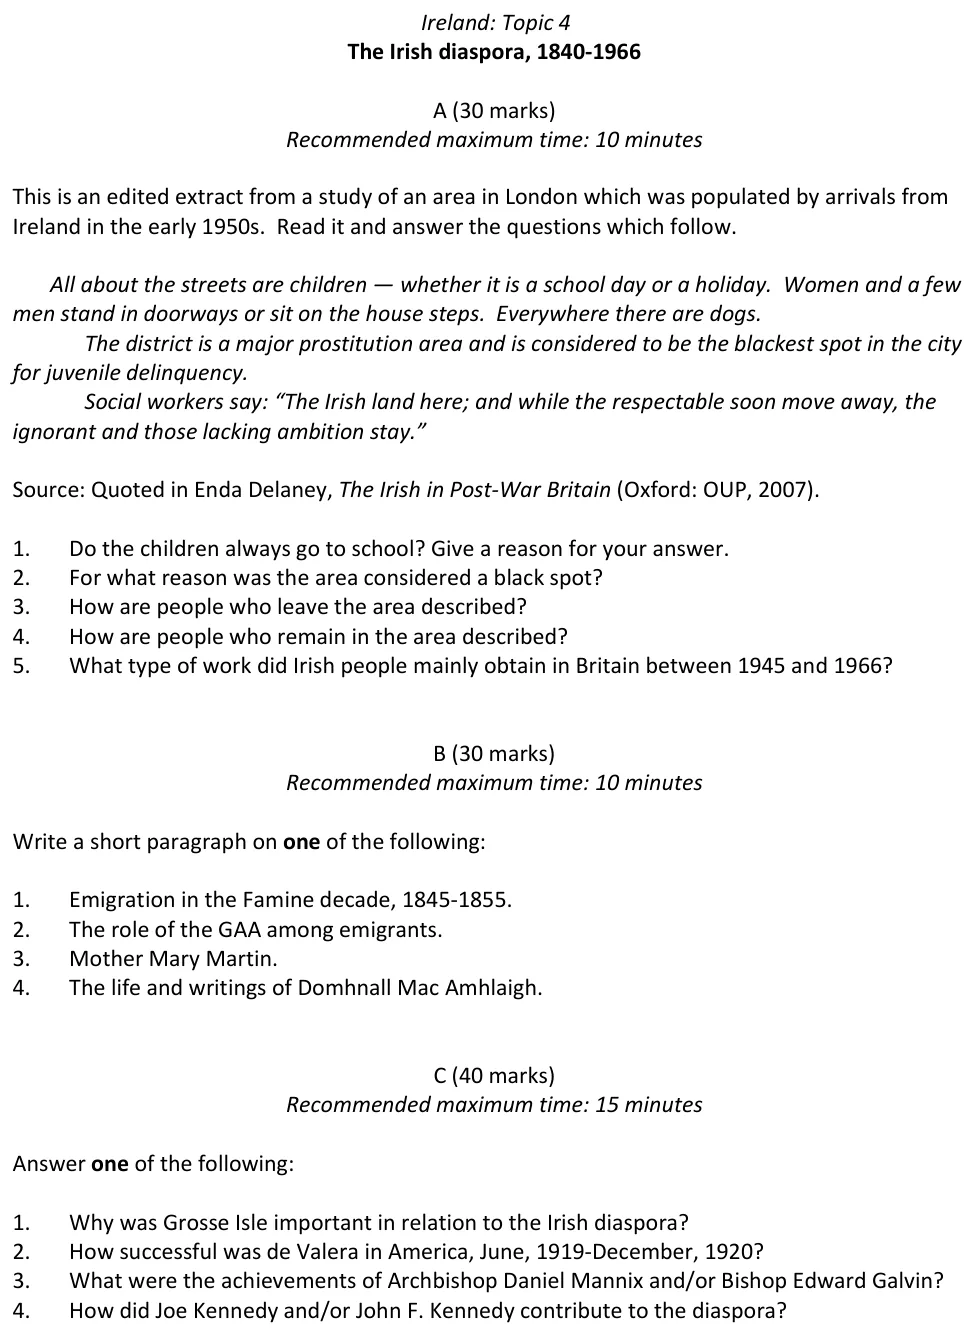 Ireland: Topic 4
The Irish diaspora, 1840-1966
A (30 marks)
Recommended maximum time: 10 minutes
This is an edited extract from a study of an area in London which was populated by arrivals from
Ireland in the early 1950s.  Read it and answer the questions which follow.
All about the streets are children — whether it is a school day or a holiday.  Women and a few
men stand in doorways or sit on the house steps.  Everywhere there are dogs.
The district is a major prostitution area and is considered to be the blackest spot in the city
for juvenile delinquency.
Social workers say: “The Irish land here; and while the respectable soon move away, the
ignorant and those lacking ambition stay.”
Source: Quoted in Enda Delaney, The Irish in Post-War Britain (Oxford: OUP, 2007).
1. Do the children always go to school? Give a reason for your answer.
2. For what reason was the area considered a black spot?
3. How are people who leave the area described?
4. How are people who remain in the area described?
5. What type of work did Irish people mainly obtain in Britain between 1945 and 1966?
B (30 marks)
Recommended maximum time: 10 minutes
Write a short paragraph on one of the following:
1. Emigration in the Famine decade, 1845-1855.
2. The role of the GAA among emigrants.
3. Mother Mary Martin.
4. The life and writings of Domhnall Mac Amhlaigh.
C (40 marks)
Recommended maximum time: 15 minutes
Answer one of the following:
1. Why was Grosse Isle important in relation to the Irish diaspora?
2. How successful was de Valera in America, June, 1919-December, 1920?
3. What were the achievements of Archbishop Daniel Mannix and/or Bishop Edward Galvin?
4. How did Joe Kennedy and/or John F. Kennedy contribute to the diaspora?